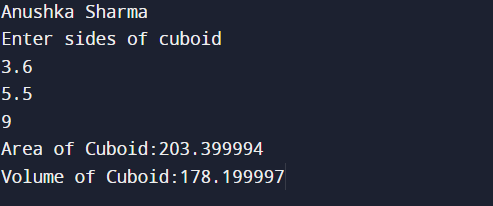 Anushka Sharma
Enter sides of cuboid
3.6
5.5
9
Area of Cuboid:203.399994
Volume of Cuboid:178.199997